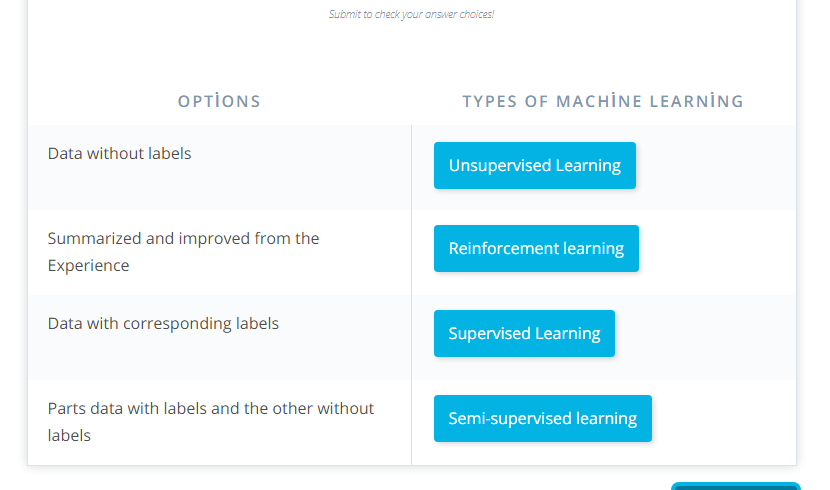 Submit to check your answer choices!
OPTİONS
TYPES OF MACHİNE LEARNİNG
Data without labels
Unsupervised Learning
Summarized and improved from the
Experience
Reinforcement learning
Data with corresponding labels
Supervised Learning
Parts data with labels and the other without
labels
Semi-supervised learning